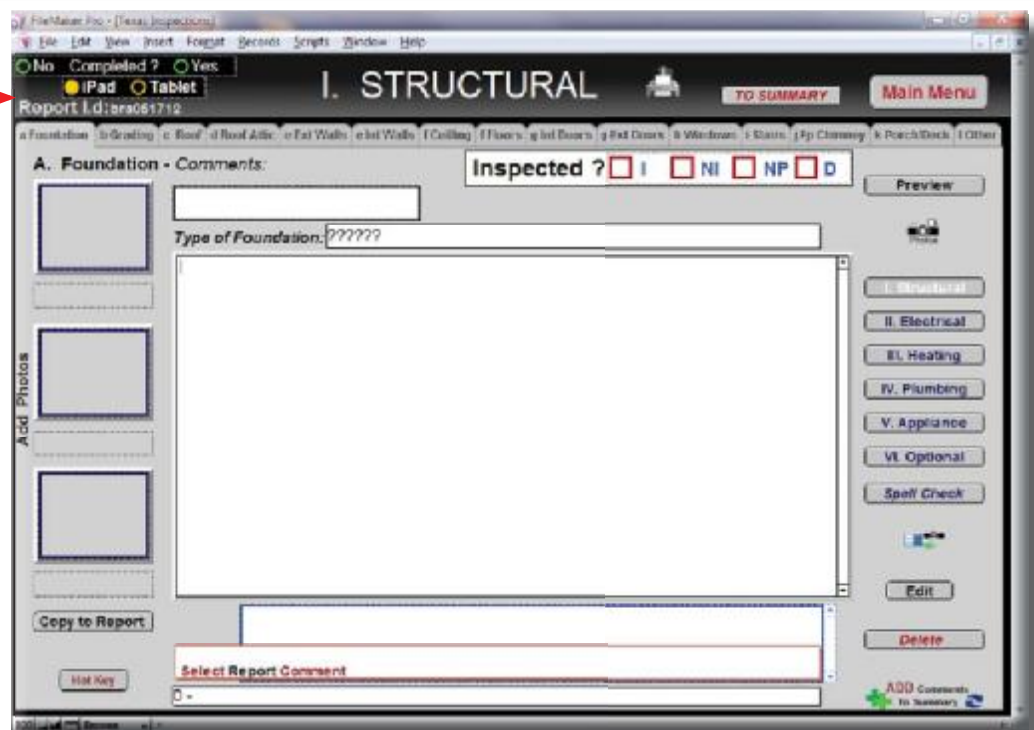 FileMaker Pro - [Texas Inspections]
File Edit View Insert Format Records Scripts Window Help
No Completed ? Yes
iPad Tablet
Report I.d:
I. STRUCTURAL
TO SUMMARY
Main Menu
a Foundation b Grading c Roof d Roof Attic e Ext Walls e Int Walls f Ceiling f Floors g Int Doors g Ext Doors h Windows i Stairs j Fp Chimney k Porch/Deck l Other
A. Foundation - Comments:
Inspected ? I NI NP D
Preview
Type of Foundation: ??????
Photos
I. Structural
II. Electrical
III. Heating
IV. Plumbing
V. Appliance
VI. Optional
Spell Check
Add Photos
Edit
Copy to Report
Delete
Select Report Comment
Hot Key
D -
ADD Comments
To Summary
100 Browse